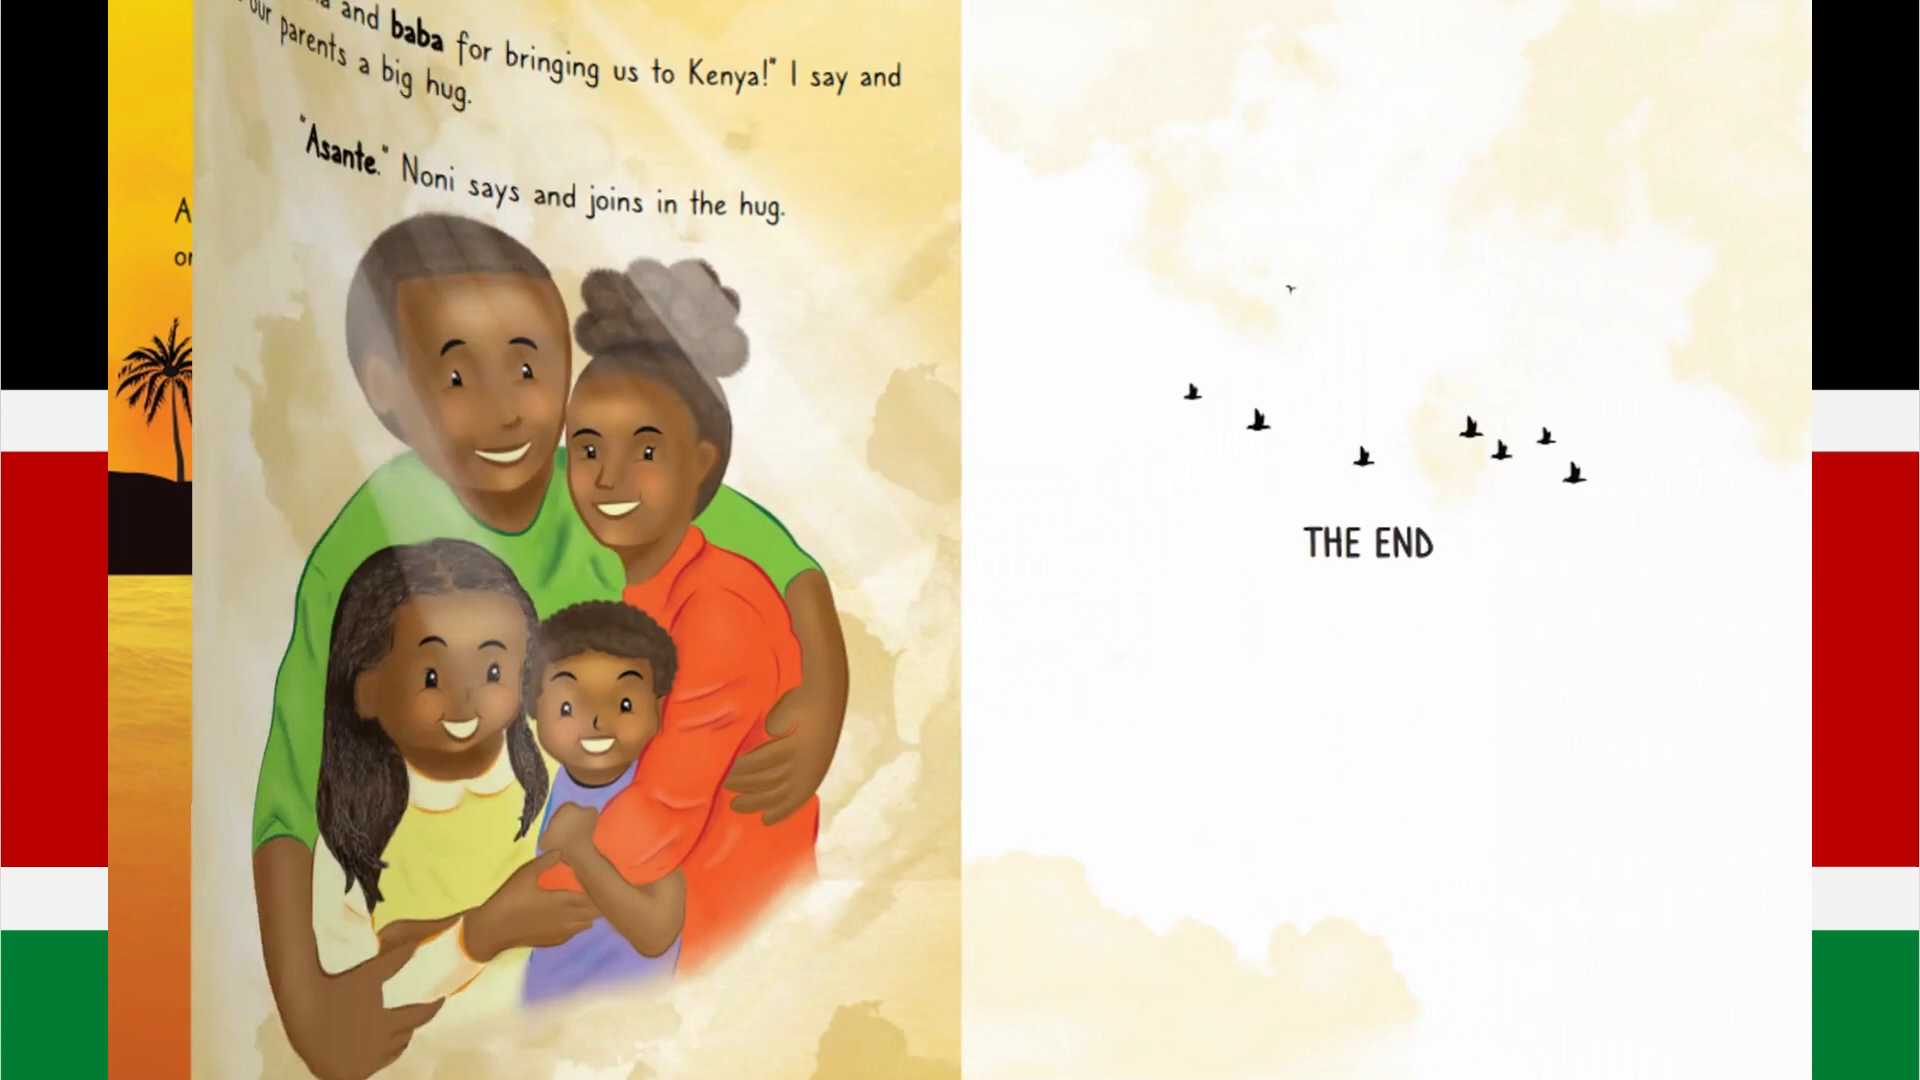 and baba for bringing us to Kenya!" I say and
our parents a big hug.
"Asante." Noni says and joins in the hug.
THE END